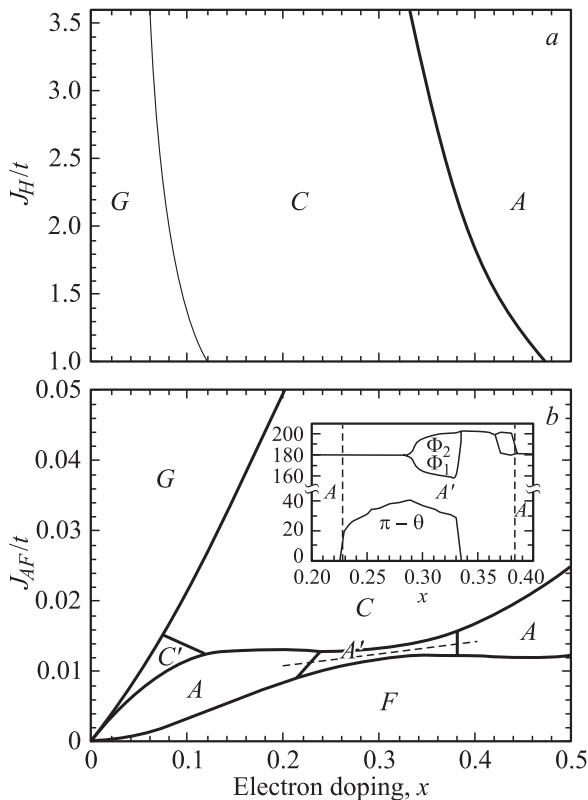 3.5
a
3.0
2.5
J_H/t
G
C
A
2.0
1.5
1.0
0.05
b
200
180
160
40
20
0
Φ₂
Φ₁
A
A′
A
π − θ
0.20 0.25 0.30 0.35 0.40
x
G
0.04
0.03
J_AF/t
0.02
C
C′
A′
A
0.01
A
F
0
0 0.1 0.2 0.3 0.4 0.5
Electron doping, x